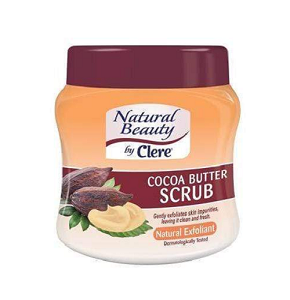 Natural
Beauty
by Clere®
COCOA BUTTER
SCRUB
Gently exfoliates skin impurities,
leaving it clean and fresh
Natural Exfoliant
Dermatologically Tested